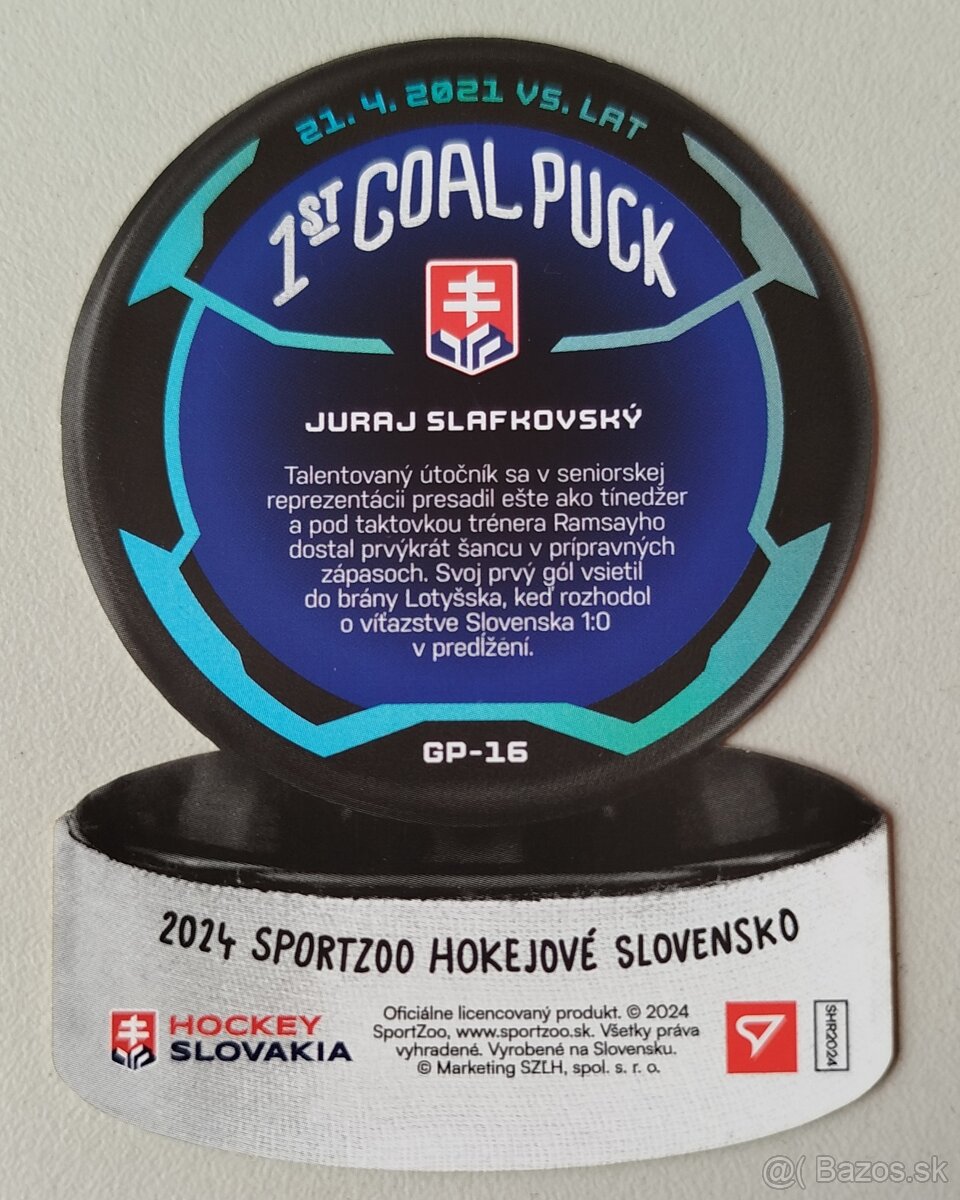 21. 4. 2021 VS. LAT
1ST GOAL PUCK
JURAJ SLAFKOVSKÝ
Talentovaný útočník sa v seniorskej
reprezentácii presadil ešte ako tínedžer
a pod taktovkou trénera Ramsayho
dostal prvýkrát šancu v prípravných
zápasoch. Svoj prvý gól vsietil
do brány Lotyšska, keď rozhodol
o víťazstve Slovenska 1:0
v predĺžení.
GP-16
2024 SPORTZOO HOKEJOVÉ SLOVENSKO
HOCKEY
SLOVAKIA
Oficiálne licencovaný produkt. © 2024
SportZoo, www.sportzoo.sk. Všetky práva
vyhradené. Vyrobené na Slovensku.
© Marketing SZĽH, spol. s. r. o.
SHR2024
@( Bazos.sk